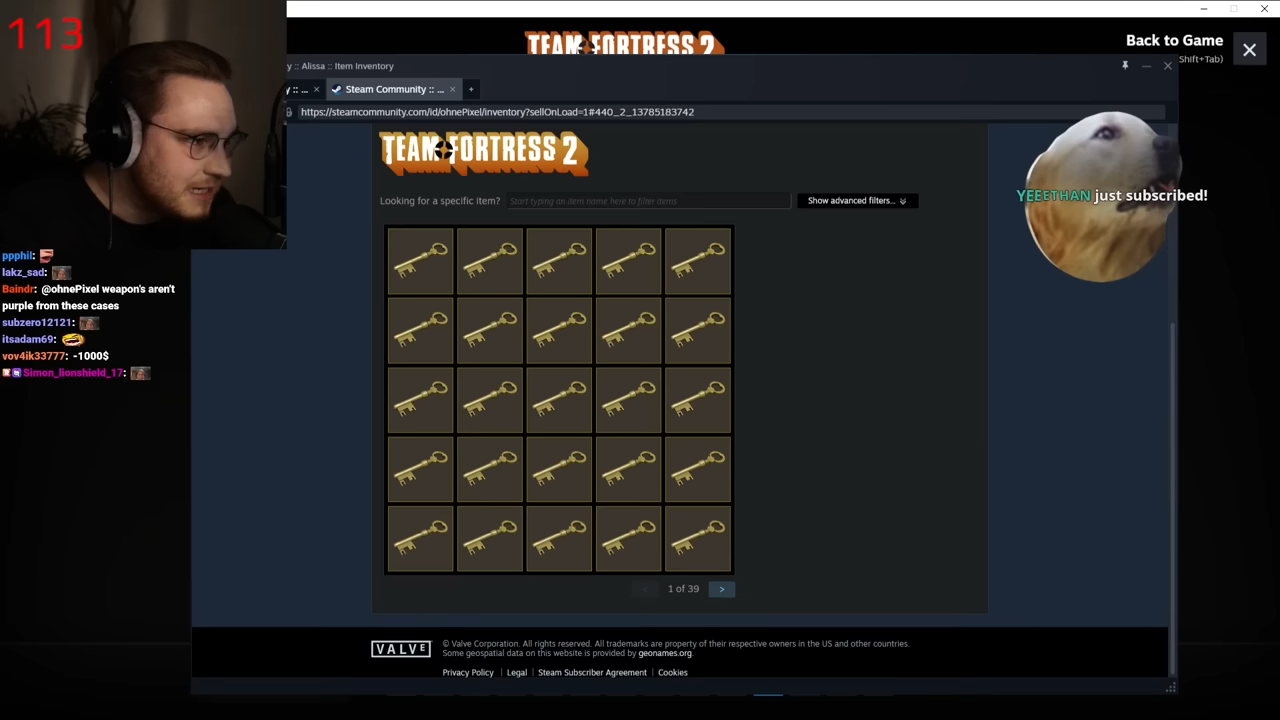 113
TEAM FORTRESS 2
Back to Game
Shift+Tab)
y :: Alissa :: Item Inventory
y :: ...
Steam Community :: ...
https://steamcommunity.com/id/ohnePixel/inventory?sellOnLoad=1#440_2_13785183742
TEAM FORTRESS 2
Looking for a specific item?
Start typing an item name here to filter items
Show advanced filters...
YEEETHAN just subscribed!
ppphil:
lakz_sad:
Baindr: @ohnePixel weapon's aren't
purple from these cases
subzero12121:
itsadam69:
vov4ik33777: -1000$
Simon_lionshield_17:
< 1 of 39 >
VALVE
© Valve Corporation. All rights reserved. All trademarks are property of their respective owners in the US and other countries.
Some geospatial data on this website is provided by geonames.org.
Privacy Policy | Legal | Steam Subscriber Agreement | Cookies